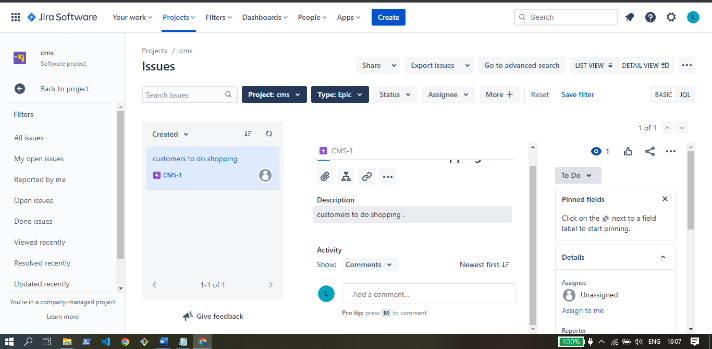 Jira Software
Your work
Projects
Filters
Dashboards
People
Apps
Create
Search
L
cms
Software project
Back to project
Filters
All issues
My open issues
Reported by me
Open issues
Done issues
Viewed recently
Resolved recently
Updated recently
You're in a company-managed project
Learn more
Projects / cms
Issues
Share
Export issues
Go to advanced search
LIST VIEW
DETAIL VIEW
Search issues
Project: cms
Type: Epic
Status
Assignee
More +
Reset
Save filter
BASIC
JQL
1 of 1
Created
customers to do shopping
CMS-1
1-1 of 1
Give feedback
CMS-1
Description
customers to do shopping .
Activity
Show:
Comments
Newest first
L
Add a comment...
Pro tip: press M to comment
1
To Do
Pinned fields
Click on the next to a field
label to start pinning.
Details
Assignee
Unassigned
Assign to me
Reporter
100%
ENG
18:07